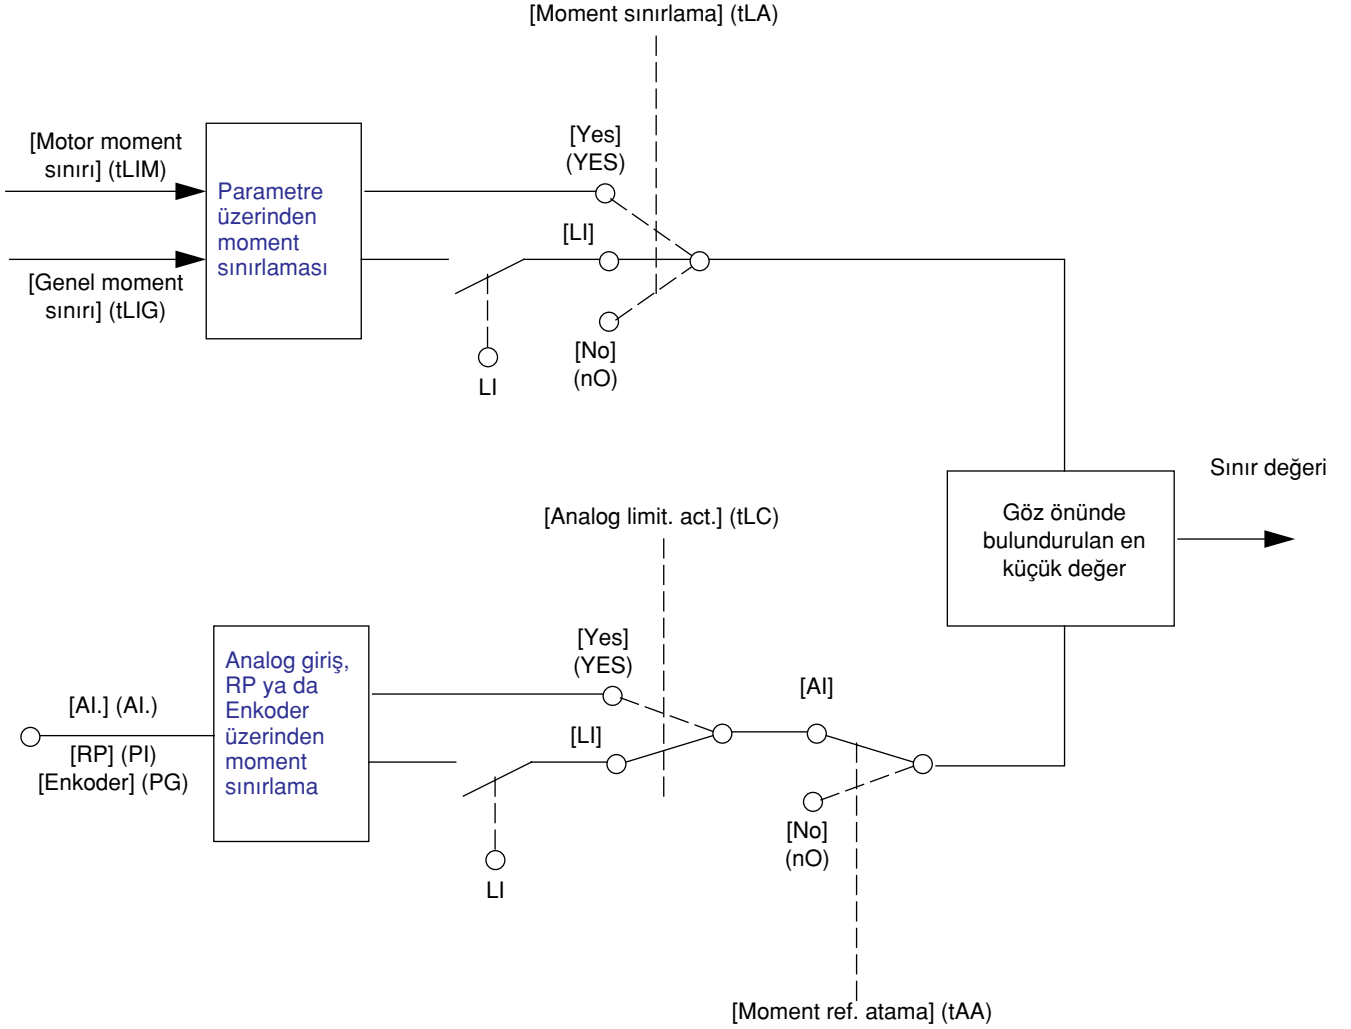 [Moment sınırlama] (tLA)
[Motor moment
sınırı] (tLIM)
[Genel moment
sınırı] (tLIG)
Parametre
üzerinden
moment
sınırlaması
[Yes]
(YES)
[LI]
[No]
(nO)
LI
Sınır değeri
Göz önünde
bulundurulan en
küçük değer
[Analog limit. act.] (tLC)
[AI.] (AI.)
[RP] (PI)
[Enkoder] (PG)
Analog giriş,
RP ya da
Enkoder
üzerinden
moment
sınırlama
[Yes]
(YES)
[LI]
LI
[AI]
[No]
(nO)
[Moment ref. atama] (tAA)